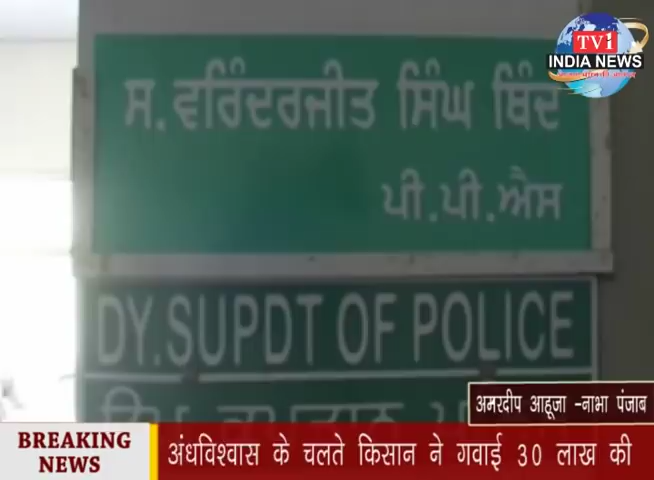 TV1
INDIA NEWS
ਸ.ਵਰਿੰਦਰਜੀਤ ਸਿੰਘ ਥਿੰਦ
ਪੀ.ਪੀ.ਐਸ
DY.SUPDT OF POLICE
अमरदीप आहूजा -नाभा पंजाब
BREAKING NEWS
अंधविश्वास के चलते किसान ने गवाई 30 लाख की